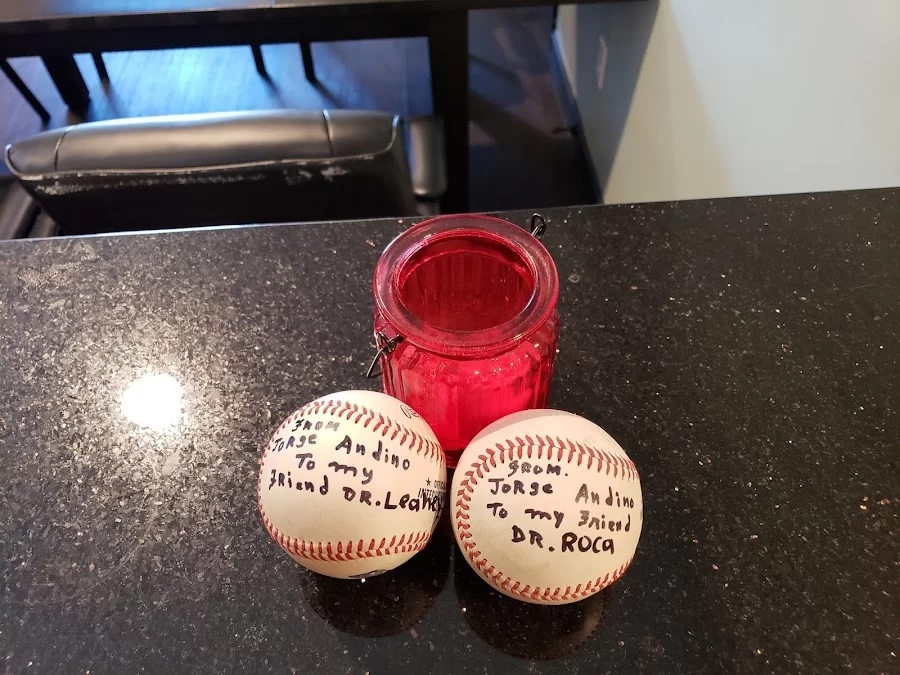 FROM
JORGE Andino
To my
Friend DR. Leahey
FROM.
JORGE Andino
To my Friend
DR. ROCA